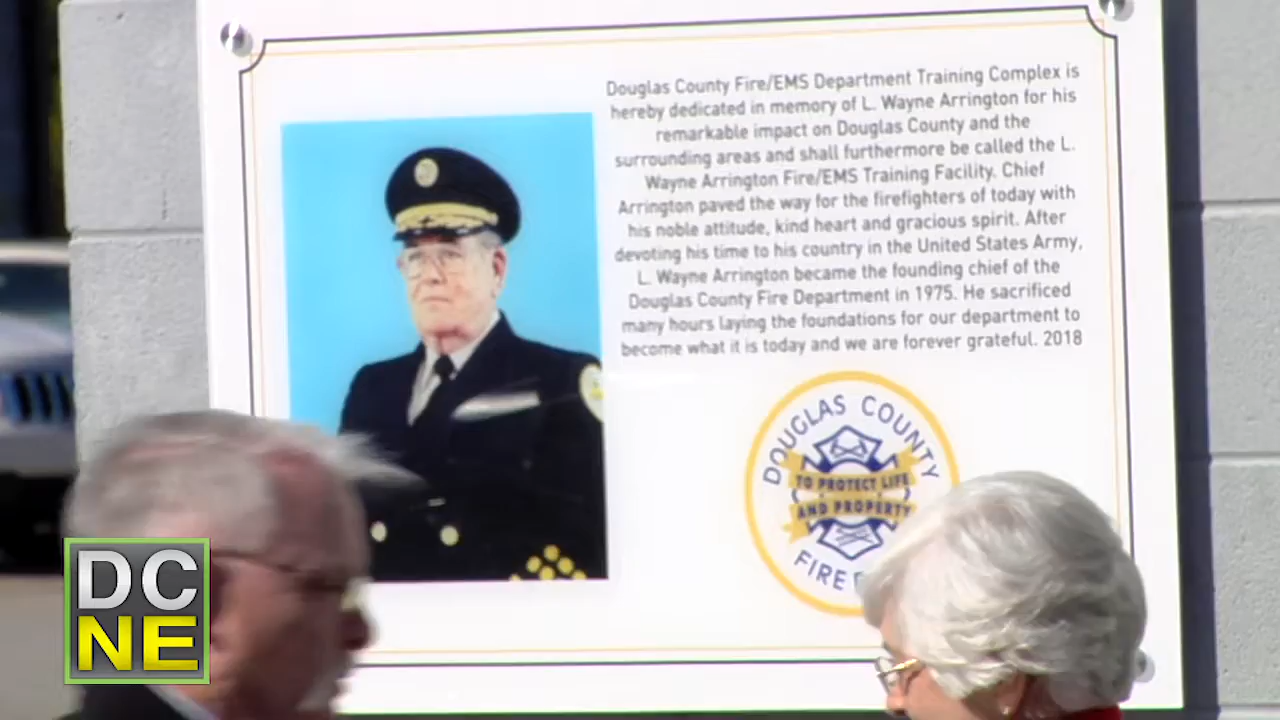 Douglas County Fire/EMS Department Training Complex is
hereby dedicated in memory of L. Wayne Arrington for his
remarkable impact on Douglas County and the
surrounding areas and shall furthermore be called the L.
Wayne Arrington Fire/EMS Training Facility. Chief
Arrington paved the way for the firefighters of today with
his noble attitude, kind heart and gracious spirit. After
devoting his time to his country in the United States Army,
L. Wayne Arrington became the founding chief of the
Douglas County Fire Department in 1975. He sacrificed
many hours laying the foundations for our department to
become what it is today and we are forever grateful. 2018
DOUGLAS COUNTY
TO PROTECT LIFE
AND PROPERTY
FIRE
DC
NE